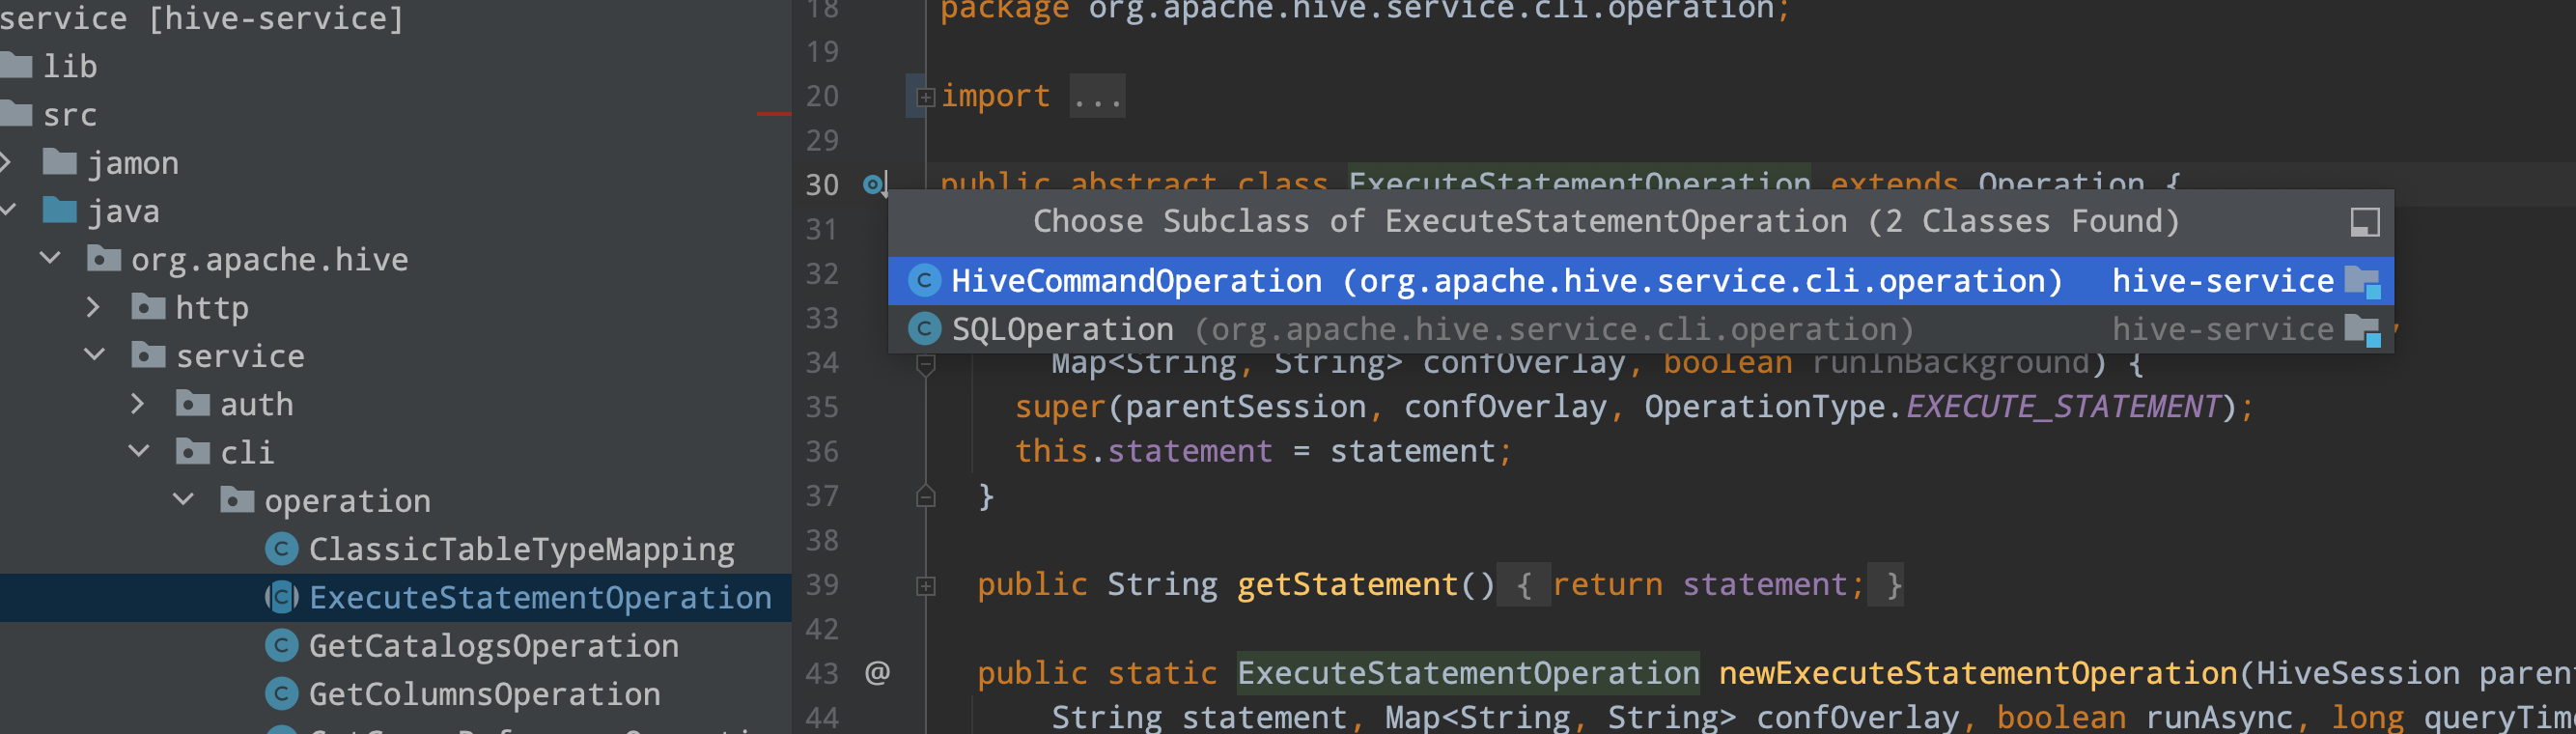 service [hive-service]
lib
src
jamon
java
org.apache.hive
http
service
auth
cli
operation
ClassicTableTypeMapping
ExecuteStatementOperation
GetCatalogsOperation
GetColumnsOperation
18 package org.apache.hive.service.cli.operation;
19
20 import ...
29
30 public abstract class ExecuteStatementOperation extends Operation {
31 Choose Subclass of ExecuteStatementOperation (2 Classes Found)
32 HiveCommandOperation (org.apache.hive.service.cli.operation) hive-service
33 SQLOperation (org.apache.hive.service.cli.operation) hive-service ,
34 Map<String, String> confOverlay, boolean runInBackground) {
35 super(parentSession, confOverlay, OperationType.EXECUTE_STATEMENT);
36 this.statement = statement;
37 }
38
39 public String getStatement() { return statement; }
42
43 @ public static ExecuteStatementOperation newExecuteStatementOperation(HiveSession paren
44 String statement, Map<String, String> confOverlay, boolean runAsync, long queryTim